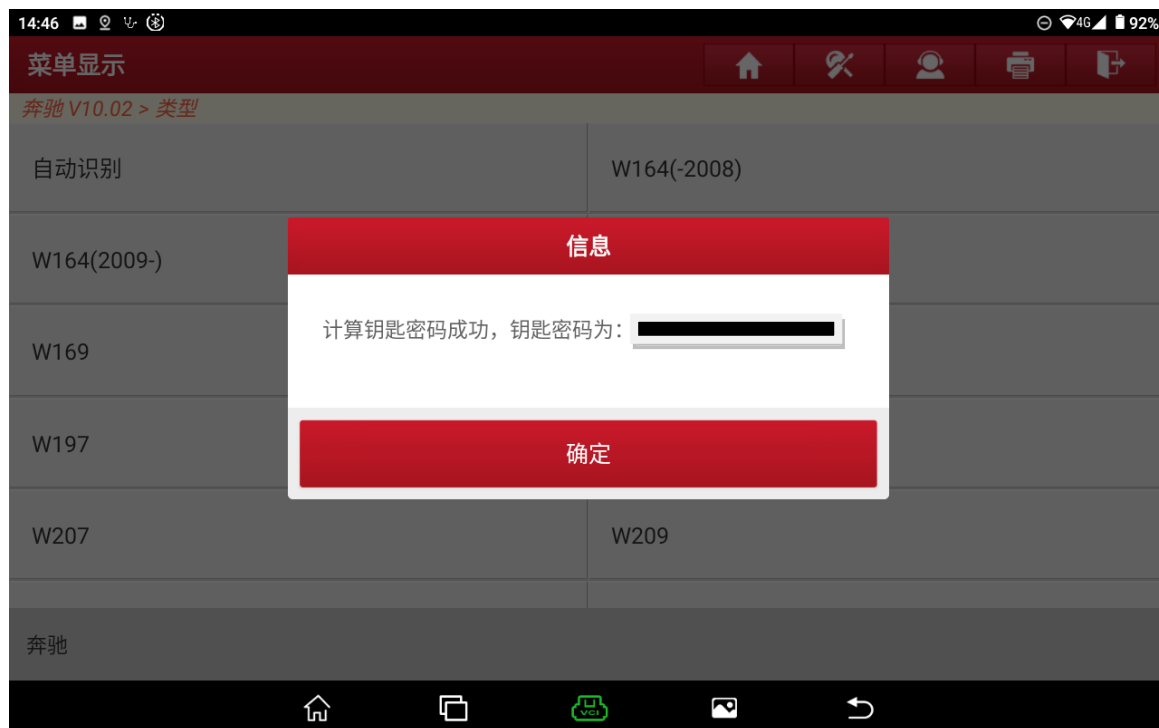 14:46 4G 92%
菜单显示
奔驰 V10.02 > 类型
自动识别 W164(-2008)
信息
W164(2009-)
计算钥匙密码成功，钥匙密码为：
W169
W197
确定
W207 W209
奔驰
VCI